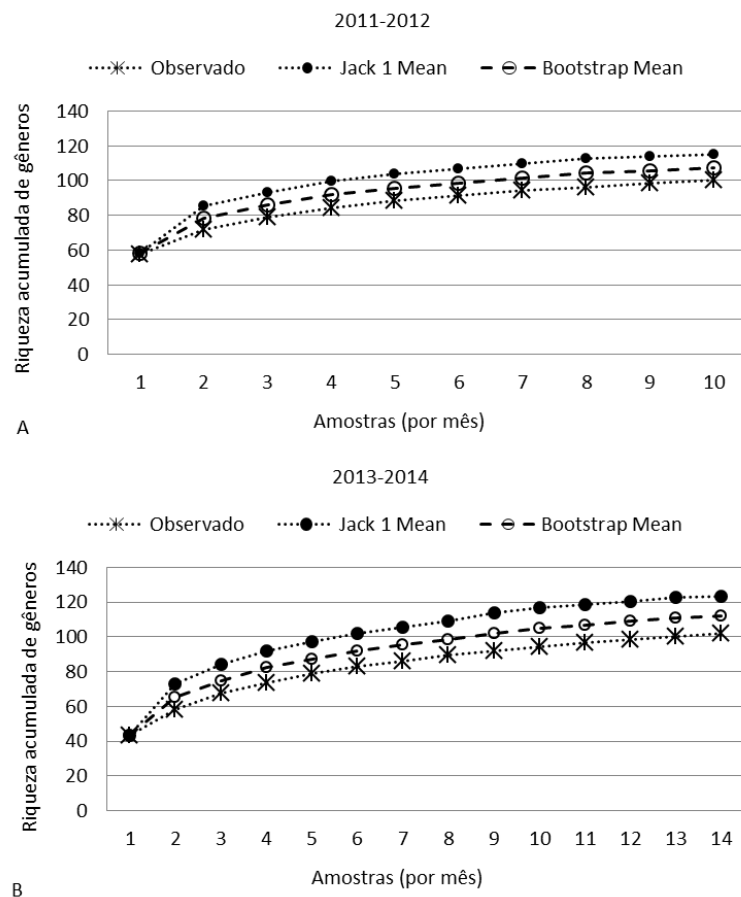 2011-2012
Observado Jack 1 Mean Bootstrap Mean
Riqueza acumulada de gêneros
140
120
100
80
60
40
20
0
1 2 3 4 5 6 7 8 9 10
Amostras (por mês)
A
2013-2014
Observado Jack 1 Mean Bootstrap Mean
Riqueza acumulada de gêneros
140
120
100
80
60
40
20
0
1 2 3 4 5 6 7 8 9 10 11 12 13 14
Amostras (por mês)
B